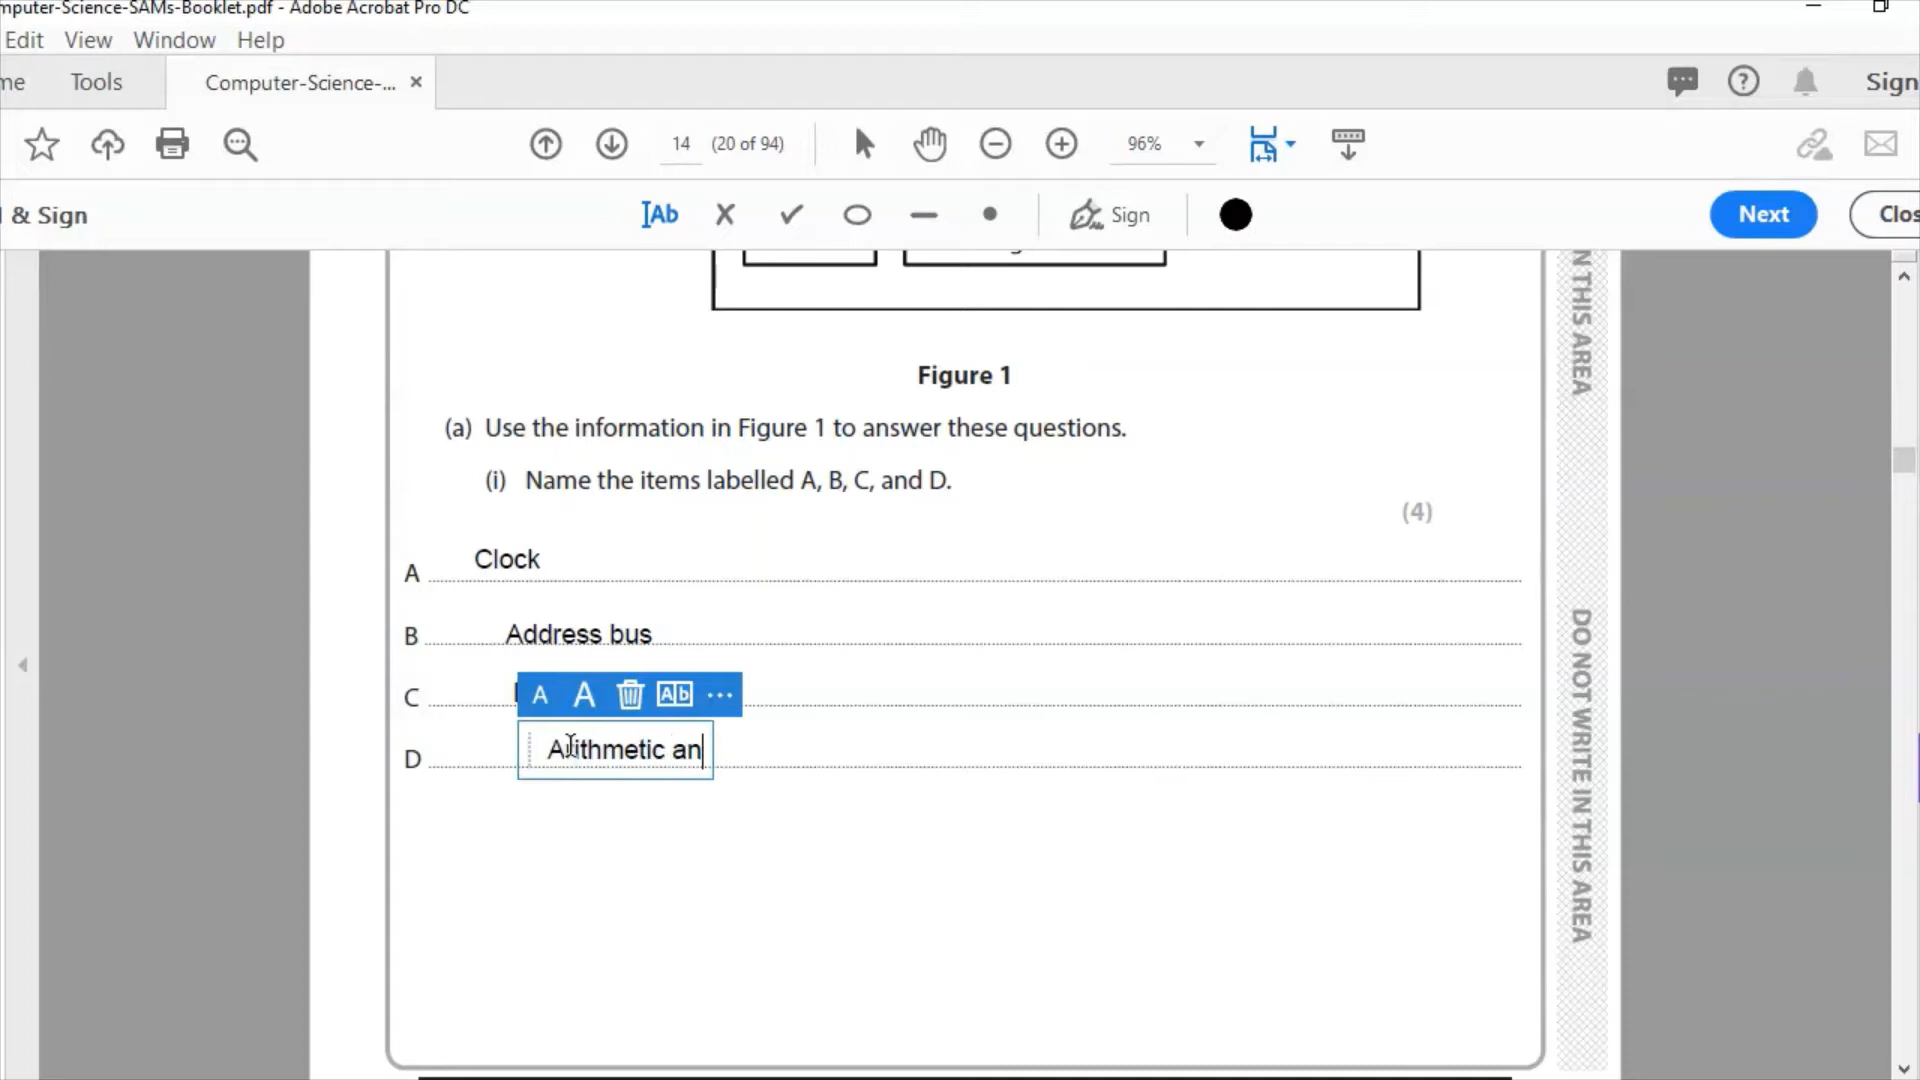 mputer-Science-SAMs-Booklet.pdf - Adobe Acrobat Pro DC
Edit View Window Help
me Tools Computer-Science-... × Sign
14 (20 of 94) 96%
& Sign Ab Sign Next Clos
Figure 1
(a) Use the information in Figure 1 to answer these questions.
(i) Name the items labelled A, B, C, and D.
(4)
A Clock
B Address bus
C
A A Ab ...
D Arithmetic an
N THIS AREA
DO NOT WRITE IN THIS AREA